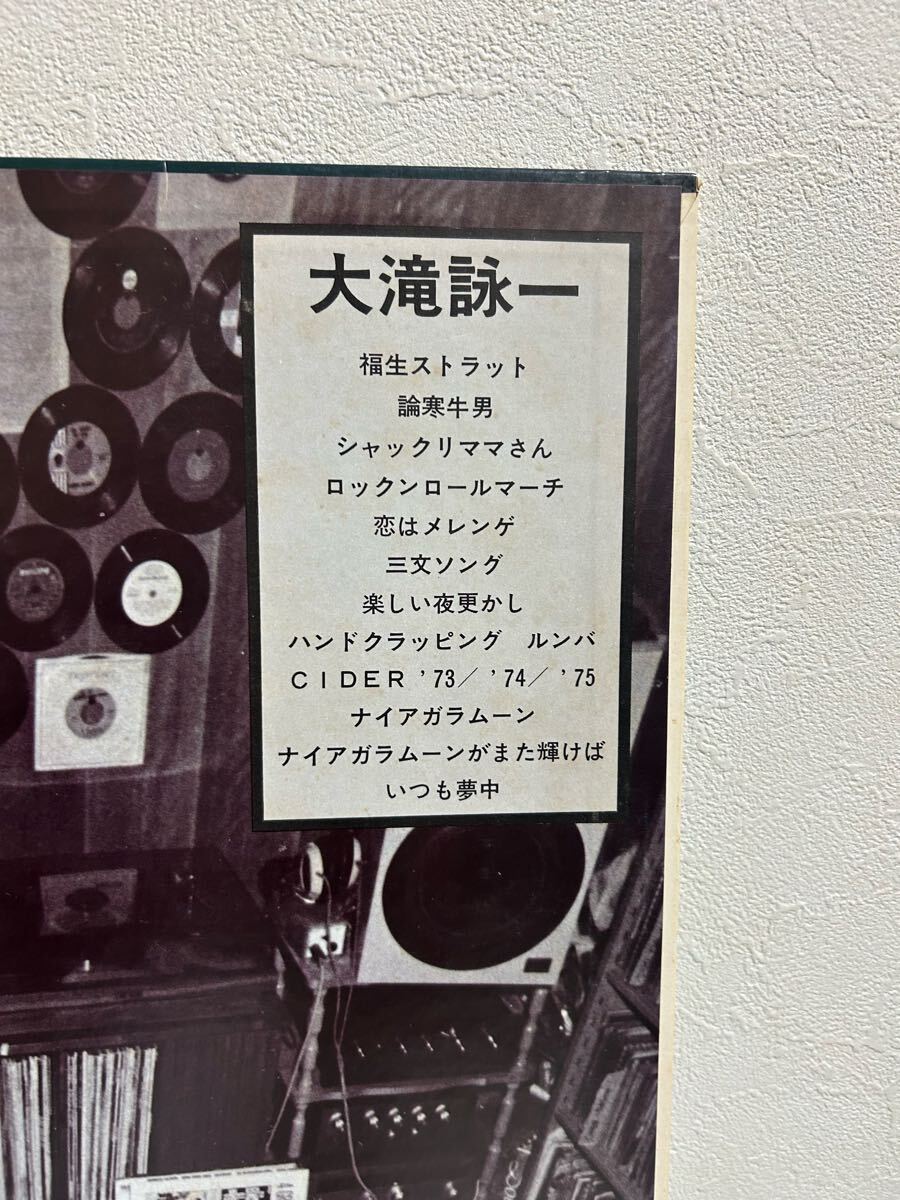 大滝詠一
福生ストラット
論寒牛男
シャックリママさん
ロックンロールマーチ
恋はメレンゲ
三文ソング
楽しい夜更かし
ハンドクラッピング ルンバ
CIDER '73/ '74/ '75
ナイアガラムーン
ナイアガラムーンがまた輝けば
いつも夢中